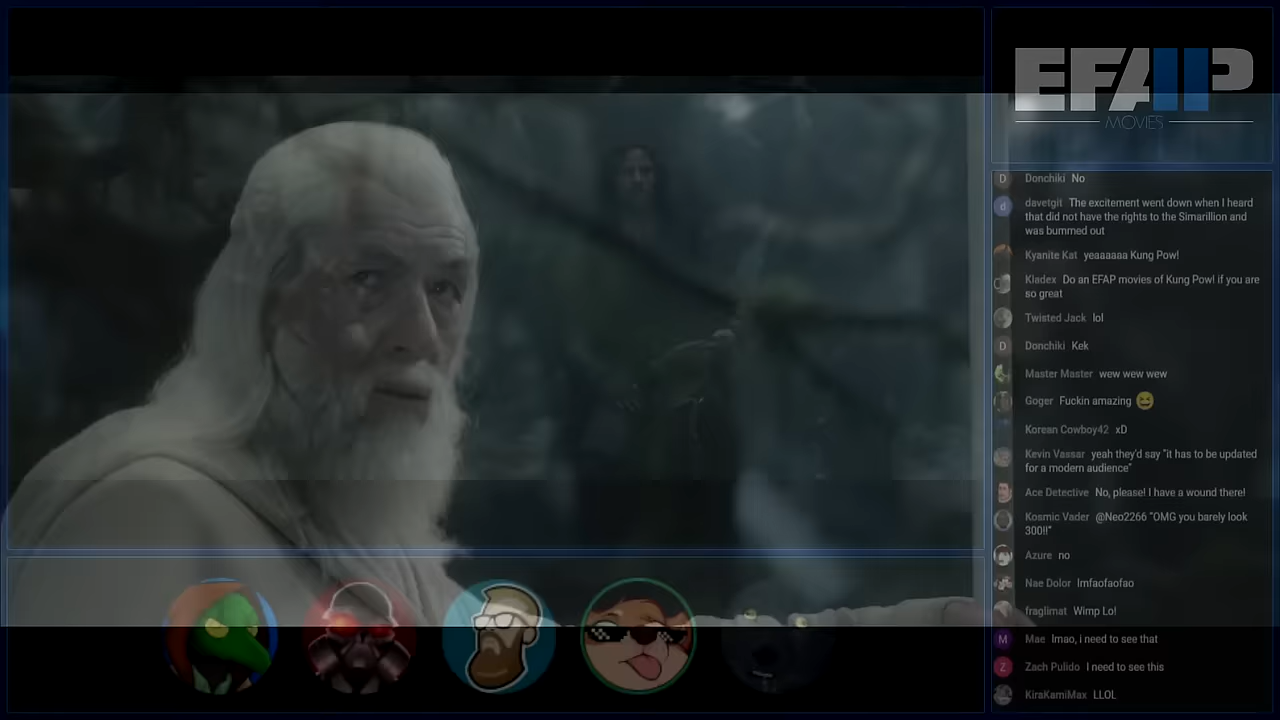 EFAP
MOVIES
D Donchiki No
d davetgit The excitement went down when I heard
that did not have the rights to the Simarillion and
was bummed out
Kyanite Kat yeaaaaaa Kung Pow!
Kladex Do an EFAP movies of Kung Pow! if you are
so great
Twisted Jack lol
D Donchiki Kek
Master Master wew wew wew
Goger Fuckin amazing 😆
Korean Cowboy42 xD
Kevin Vassar yeah they'd say "it has to be updated
for a modern audience"
Ace Detective No, please! I have a wound there!
Kosmic Vader @Neo2266 "OMG you barely look
300!!"
Azure no
Nae Dolor lmfaofaofao
fraglimat Wimp Lo!
M Mae lmao, i need to see that
Z Zach Pulido I need to see this
KiraKamiMax LLOL